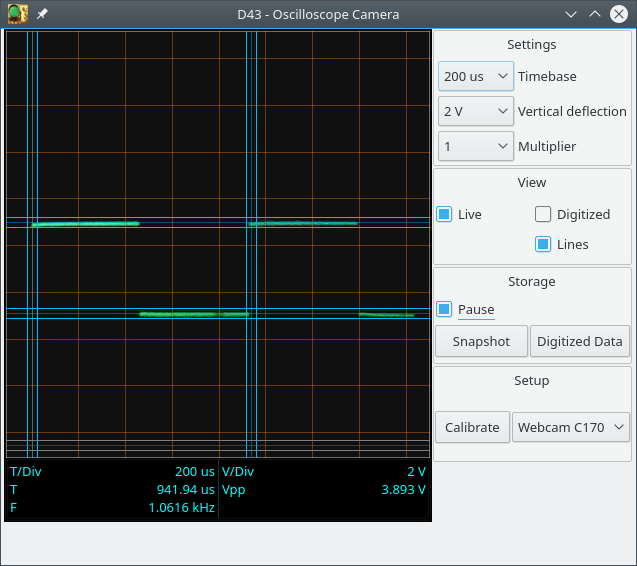 D43 - Oscilloscope Camera
Settings
200 us Timebase
2 V Vertical deflection
1 Multiplier
View
Live Digitized
Lines
Storage
Pause
Snapshot Digitized Data
Setup
Calibrate Webcam C170
T/Div 200 us V/Div 2 V
T 941.94 us Vpp 3.893 V
F 1.0616 kHz